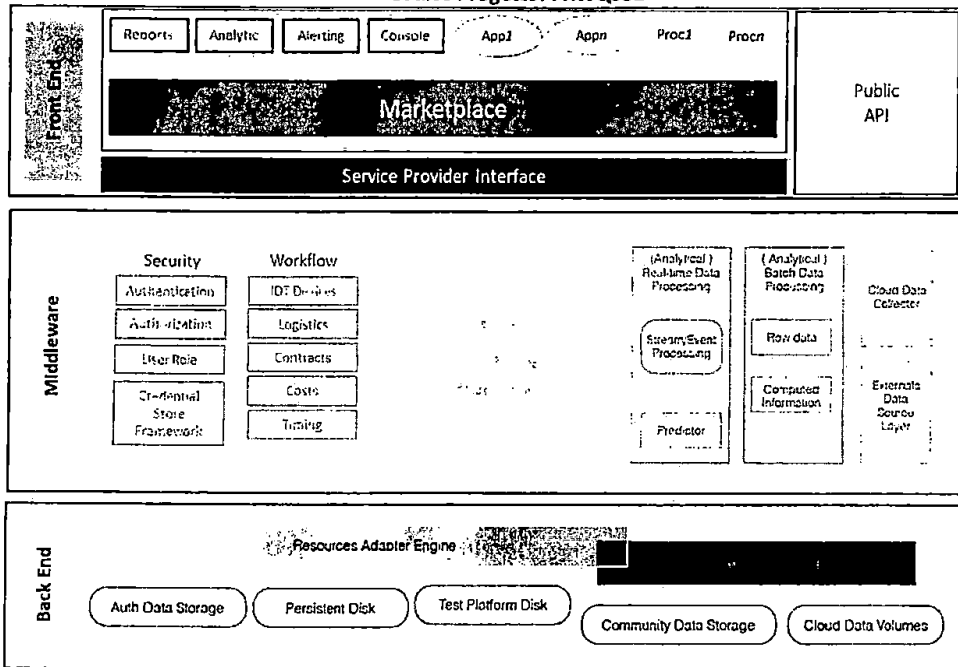 Reports Analytic Alerting Console App1 Appn Proc1 Procn
Front End
Marketplace
Public
API
Service Provider Interface
Middleware
Security
Authentication
Authorization
User Role
Credential
Store
Framework
Workflow
IOT Devices
Logistics
Contracts
Costs
Timing
(Analytical)
Real-time Data
Processing
Stream/Event
Processing
Predictor
(Analytical)
Batch Data
Processing
Raw data
Computed
Information
Cloud Data
Collector
Externals
Data
Source
Layer
Back End
Resources Adapter Engine
Auth Data Storage
Persistent Disk
Test Platform Disk
Community Data Storage
Cloud Data Volumes